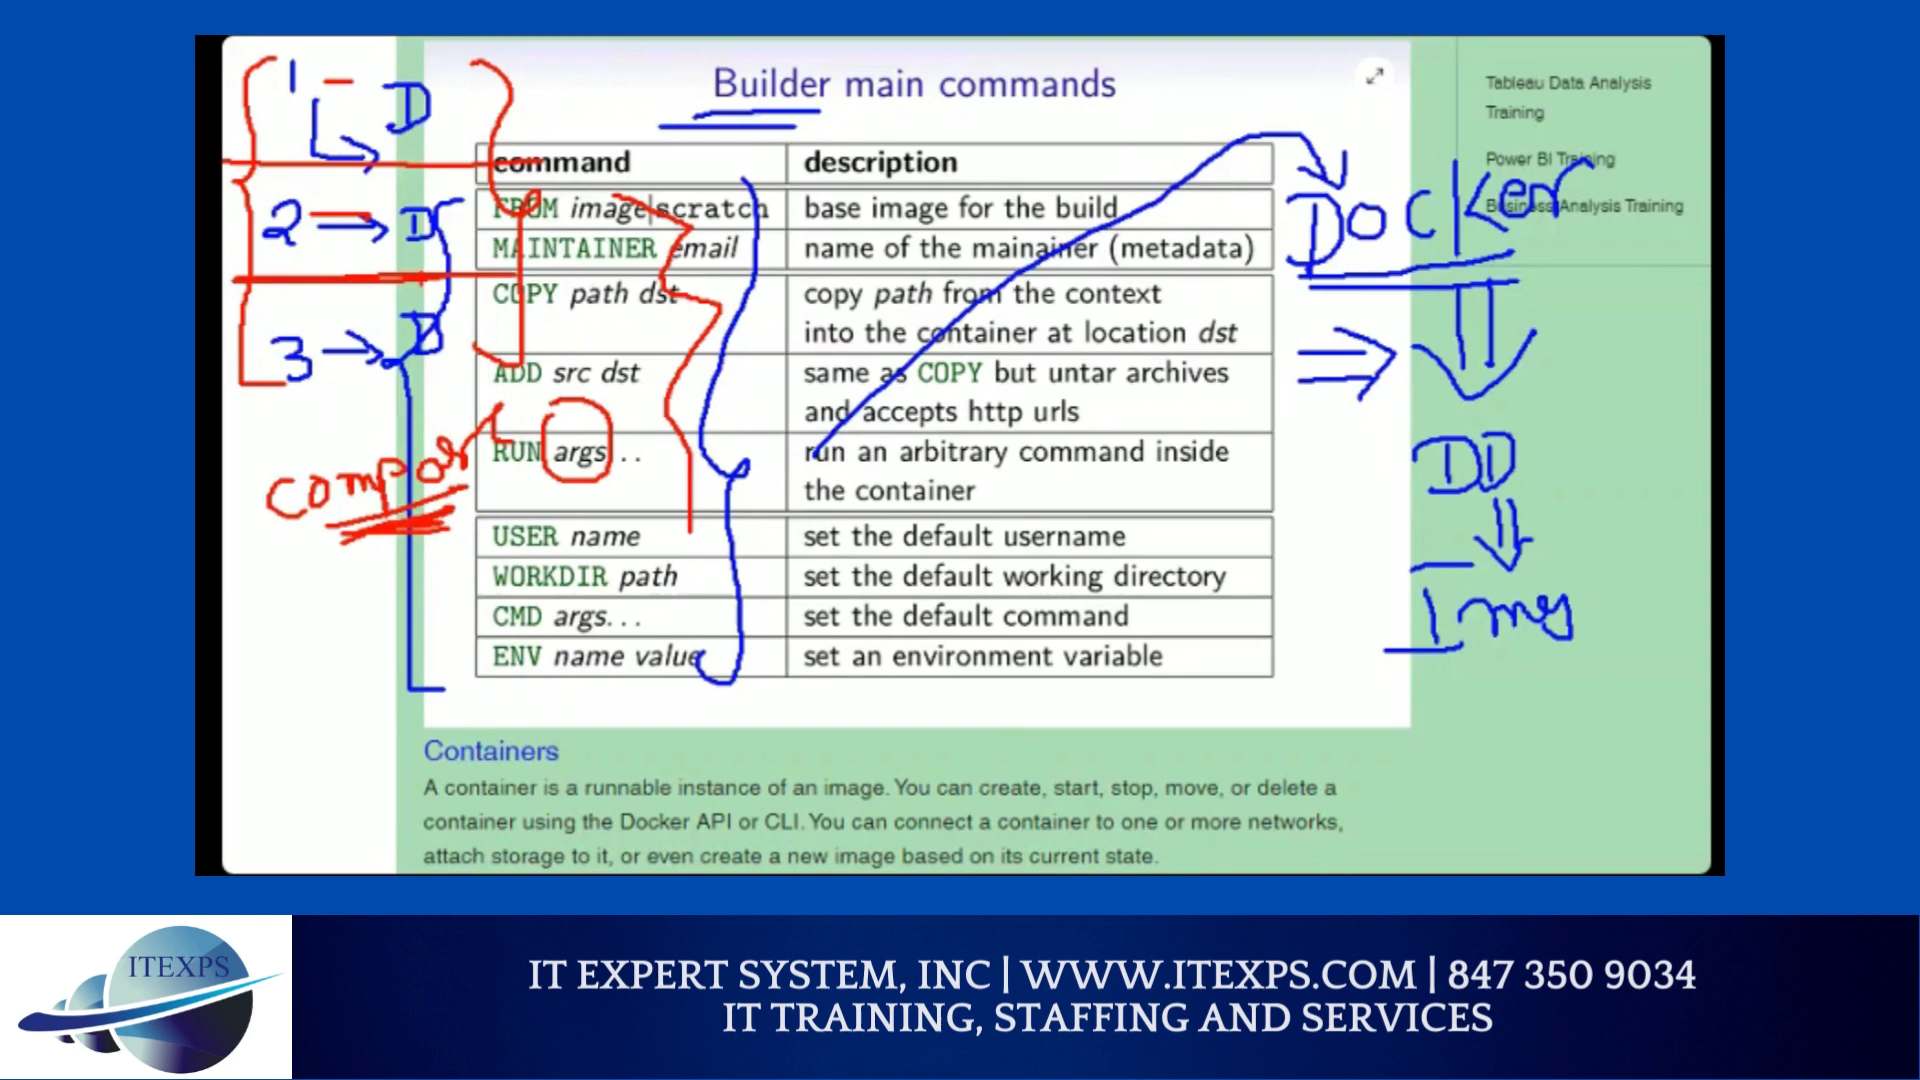 Builder main commands
command description
FROM image|scratch base image for the build
MAINTAINER email name of the mainainer (metadata)
COPY path dst copy path from the context
into the container at location dst
ADD src dst same as COPY but untar archives
and accepts http urls
RUN args... run an arbitrary command inside
the container
USER name set the default username
WORKDIR path set the default working directory
CMD args... set the default command
ENV name value set an environment variable
Containers
A container is a runnable instance of an image. You can create, start, stop, move, or delete a
container using the Docker API or CLI. You can connect a container to one or more networks,
attach storage to it, or even create a new image based on its current state.
Tableau Data Analysis
Training
Power BI Training
Business Analysis Training
1 D
2 D
3 D
Docker
DD
ITEXPS
IT EXPERT SYSTEM, INC | WWW.ITEXPS.COM | 847 350 9034
IT TRAINING, STAFFING AND SERVICES